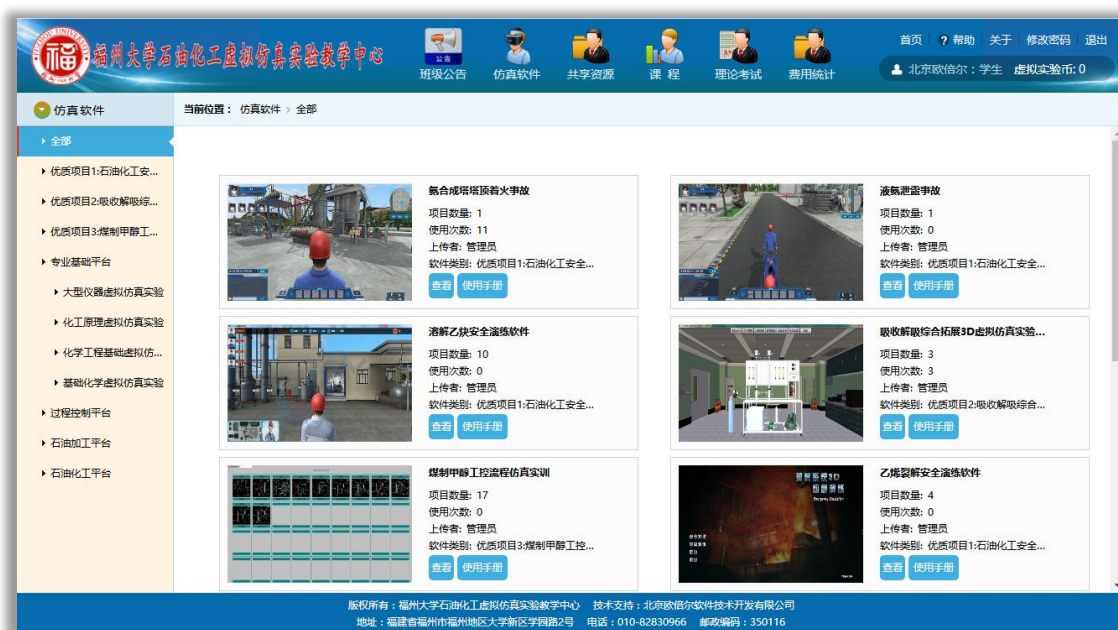 福州大学石油化工虚拟仿真实验教学中心
公告
班级公告 仿真软件 共享资源 课 程 理论考试 费用统计
首页 ? 帮助 关于 修改密码 退出
北京欧倍尔：学生 虚拟实验币: 0
仿真软件
当前位置： 仿真软件 > 全部
全部
优质项目1:石油化工安...
优质项目2:吸收解吸综...
优质项目3:煤制甲醇工...
专业基础平台
大型仪器虚拟仿真实验
化工原理虚拟仿真实验
化学工程基础虚拟仿...
基础化学虚拟仿真实验
过程控制平台
石油加工平台
石油化工平台
氨合成塔塔顶着火事故
项目数量: 1
使用次数: 11
上传者: 管理员
软件类别: 优质项目1:石油化工安全...
查看 使用手册
液氨泄露事故
项目数量: 1
使用次数: 0
上传者: 管理员
软件类别: 优质项目1:石油化工安全...
查看 使用手册
溶解乙炔安全演练软件
项目数量: 10
使用次数: 0
上传者: 管理员
软件类别: 优质项目1:石油化工安全...
查看 使用手册
吸收解吸综合拓展3D虚拟仿真实验...
项目数量: 3
使用次数: 3
上传者: 管理员
软件类别: 优质项目2:吸收解吸综合...
查看 使用手册
煤制甲醇工控流程仿真实训
项目数量: 17
使用次数: 0
上传者: 管理员
软件类别: 优质项目3:煤制甲醇工控...
查看 使用手册
乙烯裂解安全演练软件
项目数量: 4
使用次数: 0
上传者: 管理员
软件类别: 优质项目1:石油化工安全...
查看 使用手册
版权所有：福州大学石油化工虚拟仿真实验教学中心 技术支持：北京欧倍尔软件技术开发有限公司
地址：福建省福州市福州地区大学新区学园路2号 电话：010-82830966 邮政编码：350116